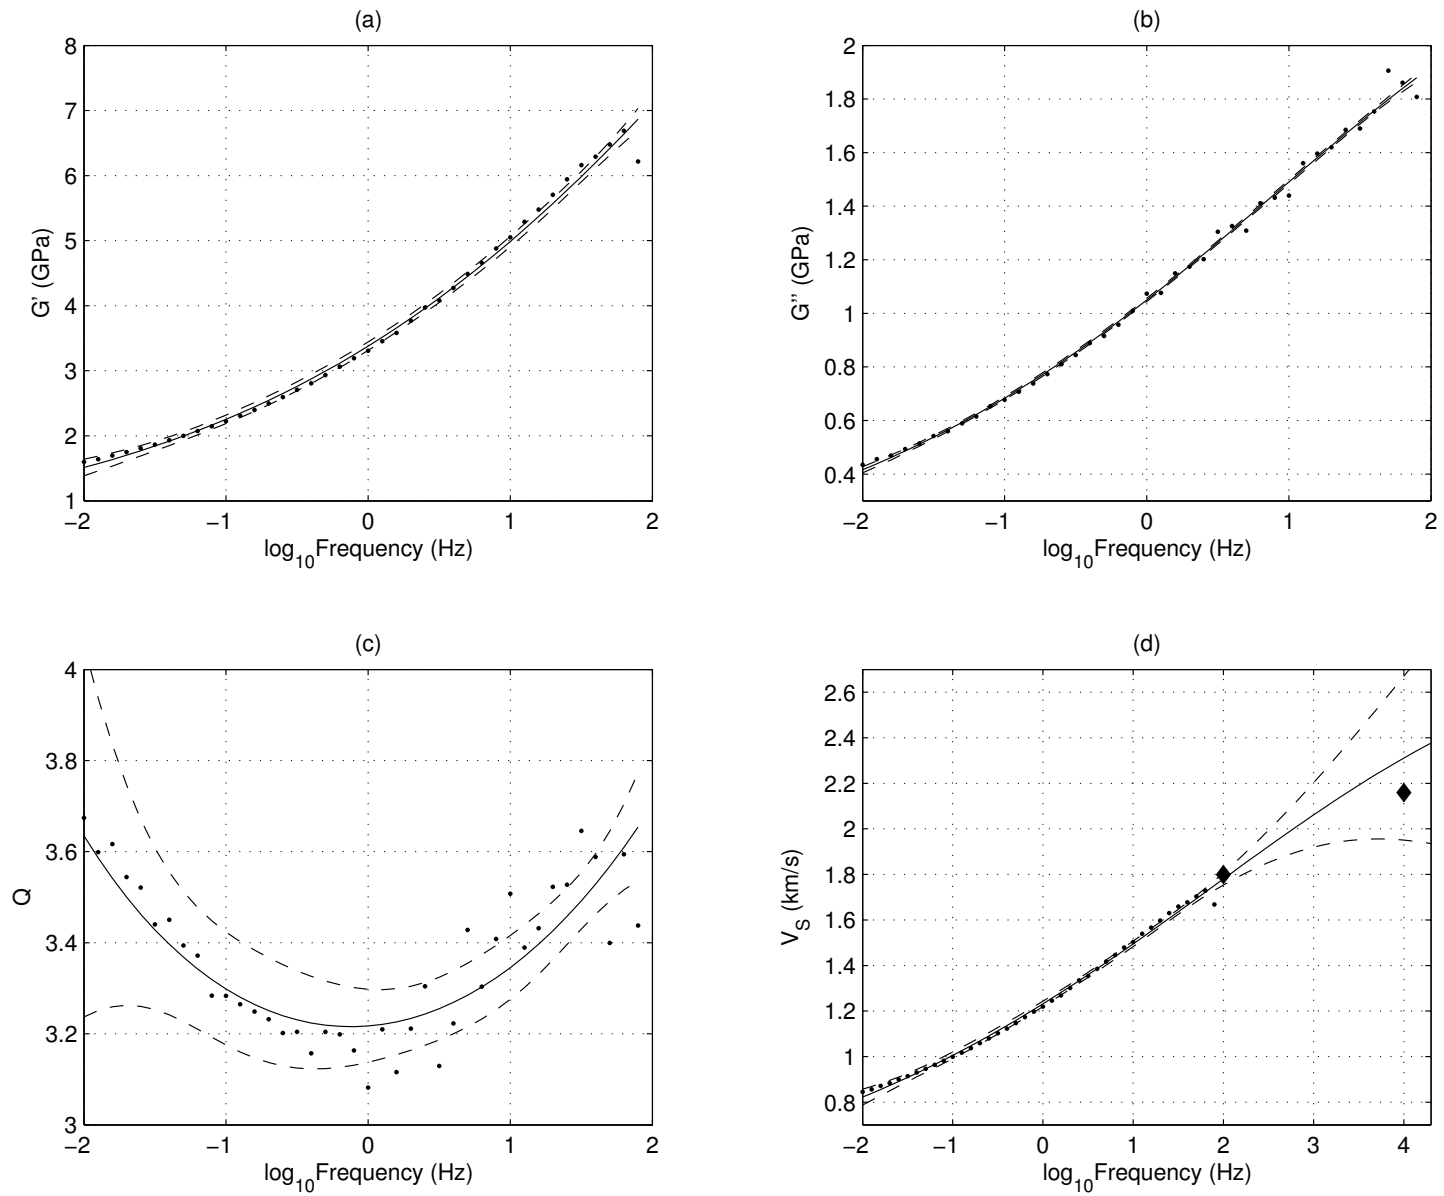 (a)
8
7
6
5
4
3
2
1
G' (GPa)
−2 −1 0 1 2
log10Frequency (Hz)
(b)
2
1.8
1.6
1.4
1.2
1
0.8
0.6
0.4
G'' (GPa)
−2 −1 0 1 2
log10Frequency (Hz)
(c)
4
3.8
3.6
3.4
3.2
3
Q
−2 −1 0 1 2
log10Frequency (Hz)
(d)
2.6
2.4
2.2
2
1.8
1.6
1.4
1.2
1
0.8
VS (km/s)
−2 −1 0 1 2 3 4
log10Frequency (Hz)